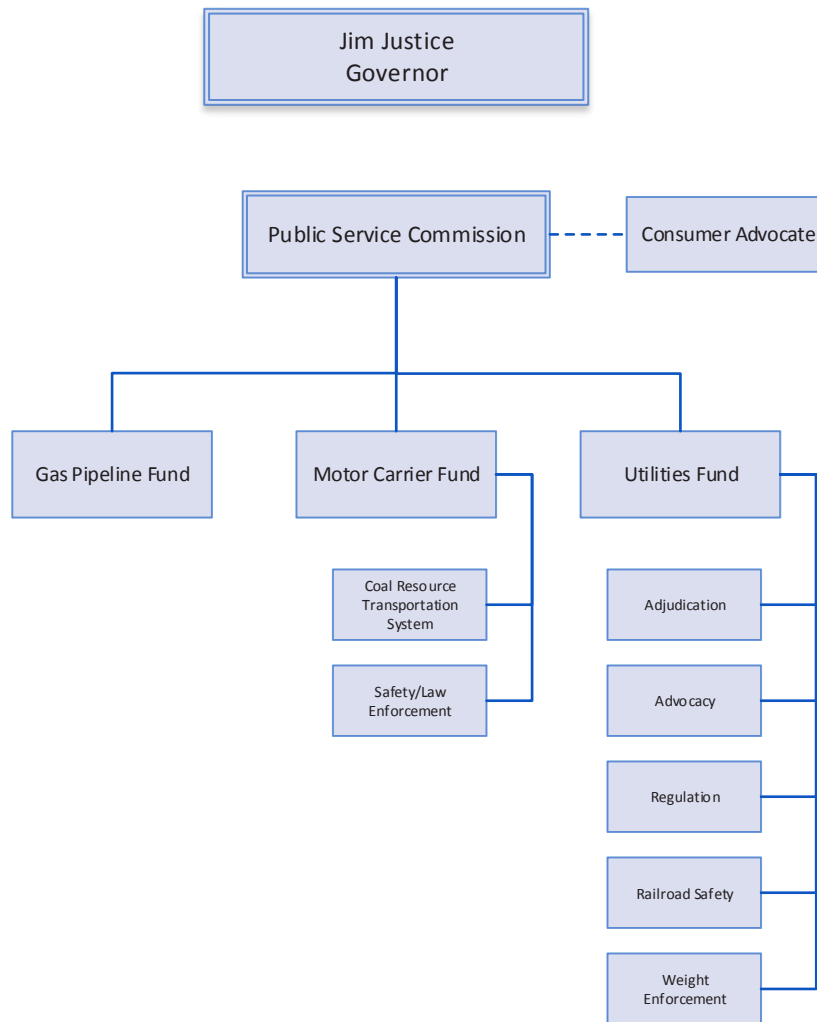 Jim Justice
Governor
Public Service Commission
Consumer Advocate
Gas Pipeline Fund
Motor Carrier Fund
Utilities Fund
Coal Resource
Transportation
System
Adjudication
Safety/Law
Enforcement
Advocacy
Regulation
Railroad Safety
Weight
Enforcement